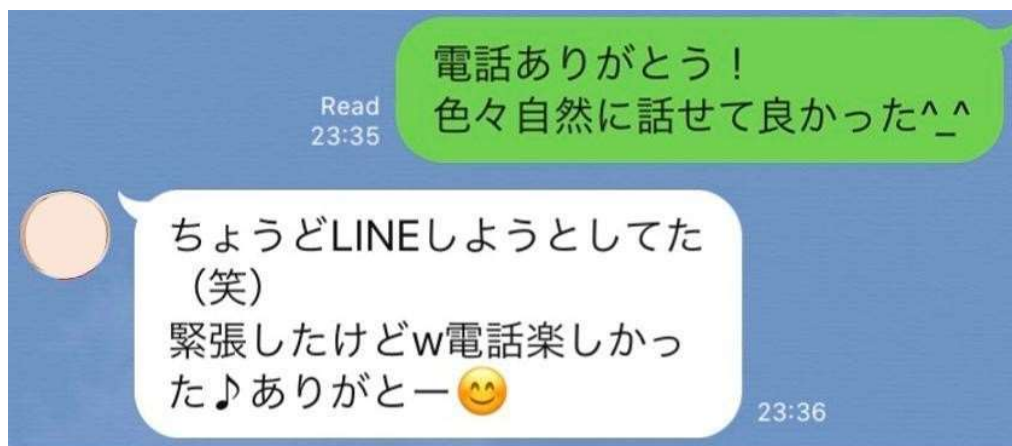 電話ありがとう！
色々自然に話せて良かった^_^
Read
23:35
ちょうどLINEしようとしてた
（笑）
緊張したけどw電話楽しかっ
た♪ありがとー😊
23:36